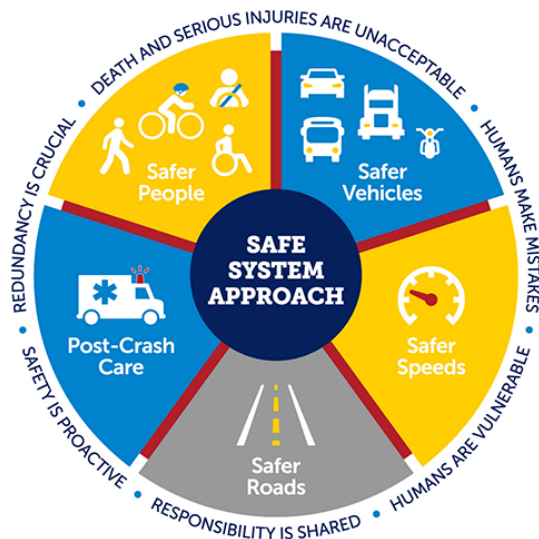 DEATH AND SERIOUS INJURIES ARE UNACCEPTABLE
HUMANS MAKE MISTAKES
HUMANS ARE VULNERABLE
RESPONSIBILITY IS SHARED
SAFETY IS PROACTIVE
REDUNDANCY IS CRUCIAL
SAFE
SYSTEM
APPROACH
Safer
People
Safer
Vehicles
Safer
Speeds
Safer
Roads
Post-Crash
Care